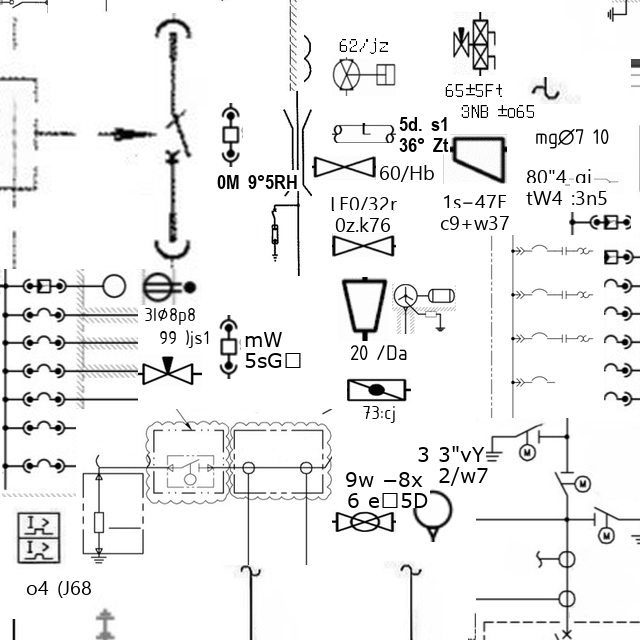 62/jz
65±5Ft
3NB ±o65
5d. s1
36° Zt
mg∅7 10
60/Hb
0M 9°5RH
80"4
tW4 :3n5
1s−47F
c9+w37
LF0/32r
0z.k76
3I∅8p8
99 )js1
mW
5sG□
20 /Da
73:cj
3 3"vY
2/w7
9w −8x
6 e□5D
M
M
M
o4 (J68